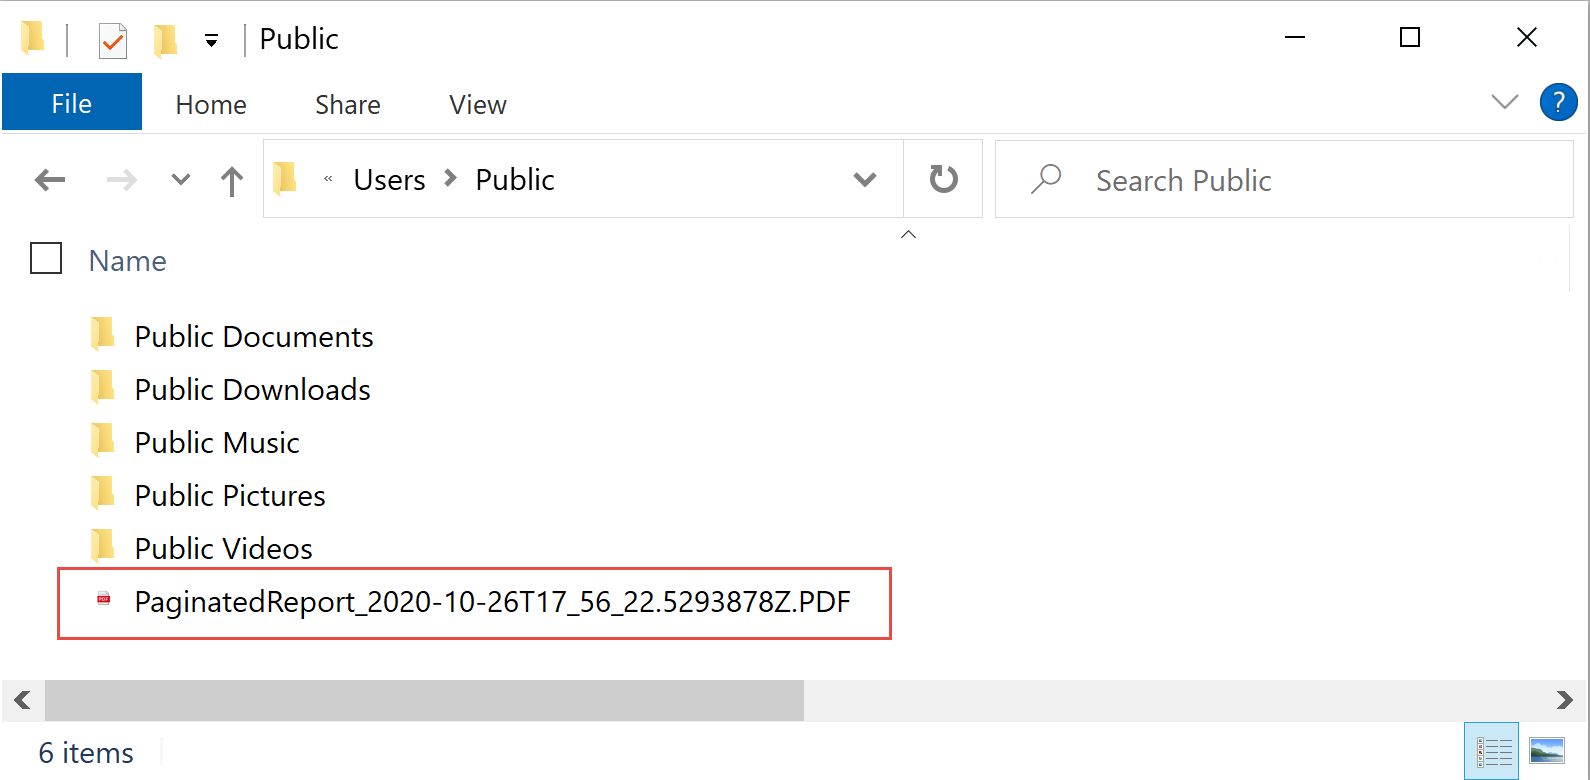 Public
File Home Share View ?
« Users > Public Search Public
Name
Public Documents
Public Downloads
Public Music
Public Pictures
Public Videos
PDF PaginatedReport_2020-10-26T17_56_22.5293878Z.PDF
6 items